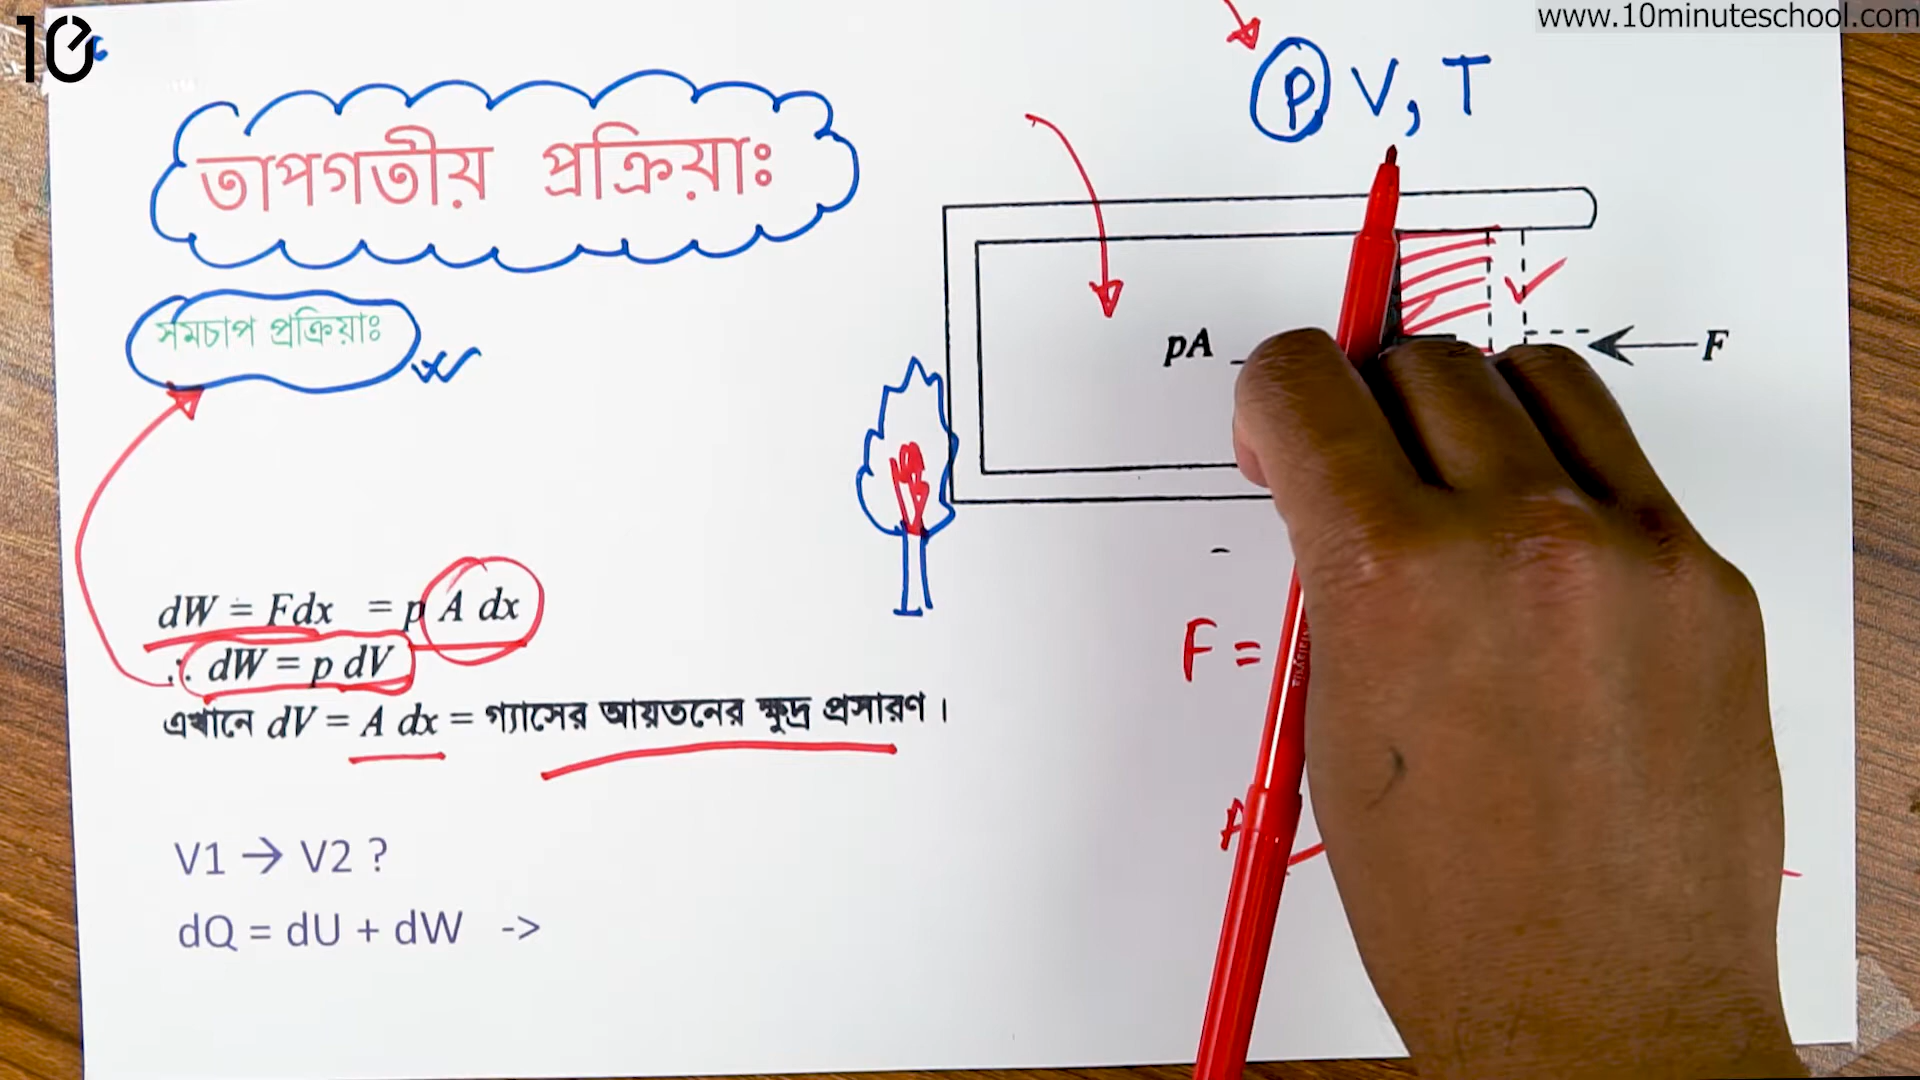 10
www.10minuteschool.com
P V, T
তাপগতীয় প্রক্রিয়াঃ
সমচাপ প্রক্রিয়াঃ
pA
F
dW = Fdx = p A dx
∴ dW = p dV
F =
এখানে dV = A dx = গ্যাসের আয়তনের ক্ষুদ্র প্রসারণ ।
V1 → V2 ?
dQ = dU + dW ->